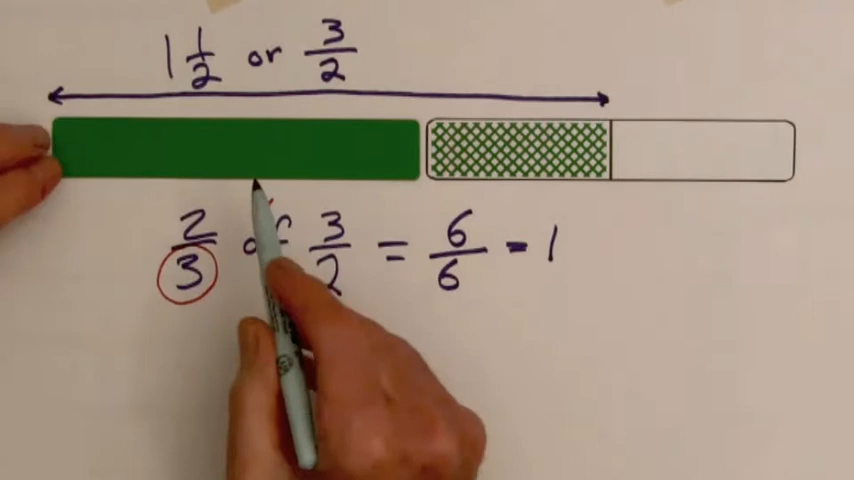 1 1/2 or 3/2
2/3 of 3/2 = 6/6 = 1